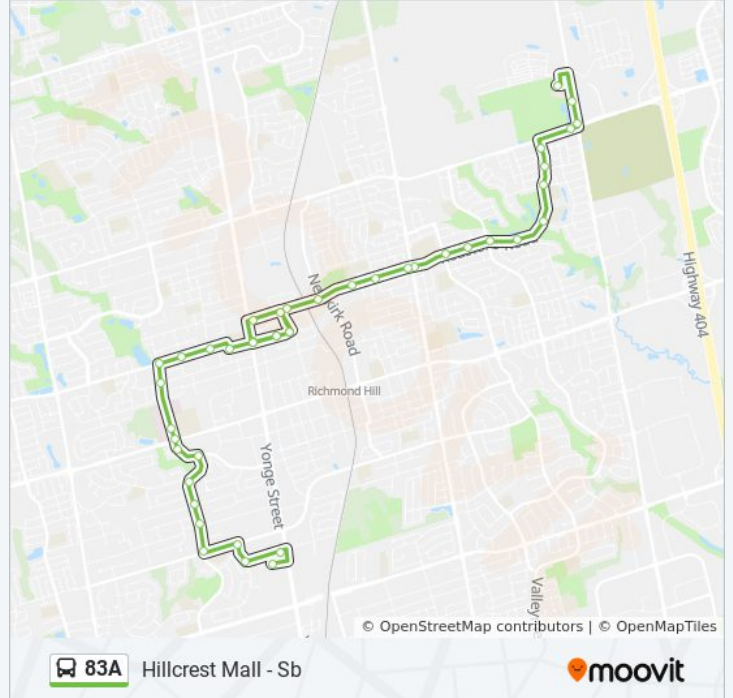 Highway 404
Newkirk Road
Richmond Hill
Yonge Street
Valley
© OpenStreetMap contributors | © OpenMapTiles
83A Hillcrest Mall - Sb
moovit